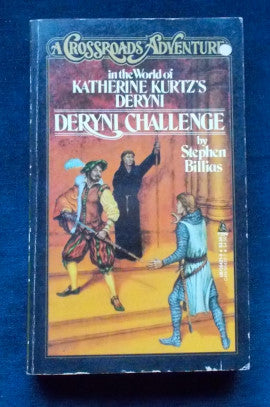 A CROSSROADS ADVENTURE
in the World of
KATHERINE KURTZ'S
DERYNI
DERYNI CHALLENGE
by
Stephen
Billias